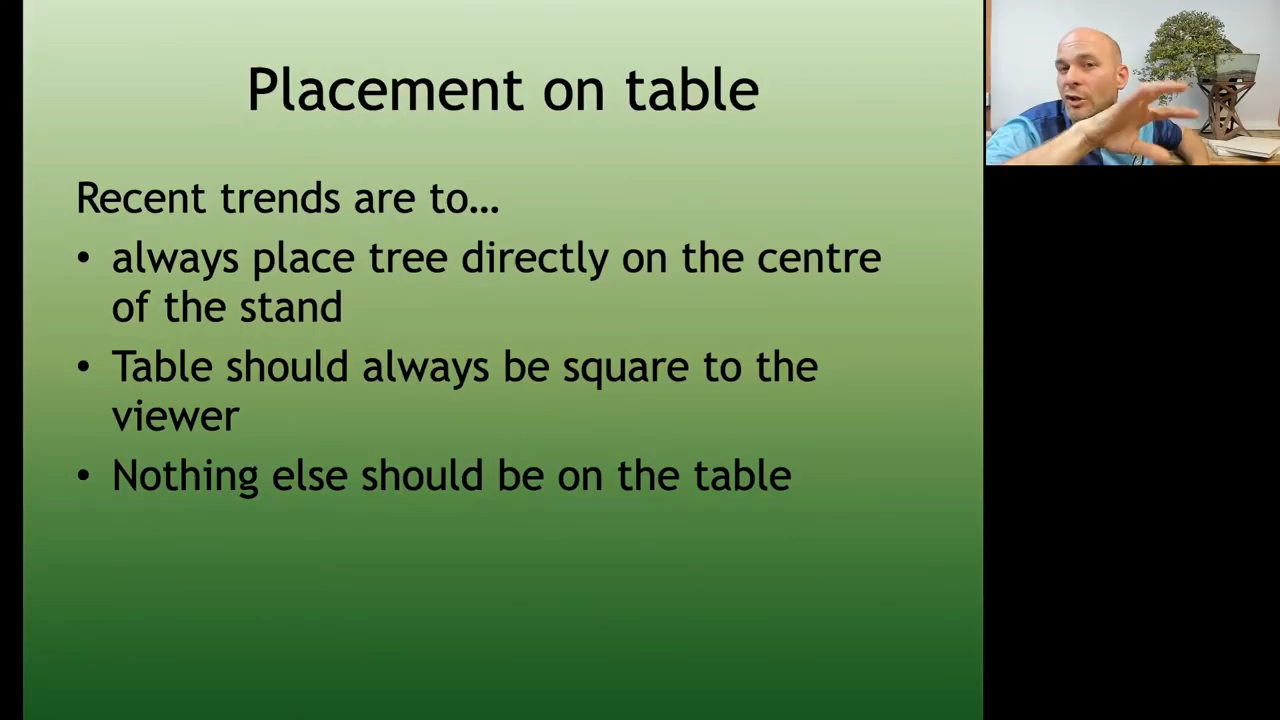 Placement on table
Recent trends are to...
• always place tree directly on the centre
of the stand
• Table should always be square to the
viewer
• Nothing else should be on the table